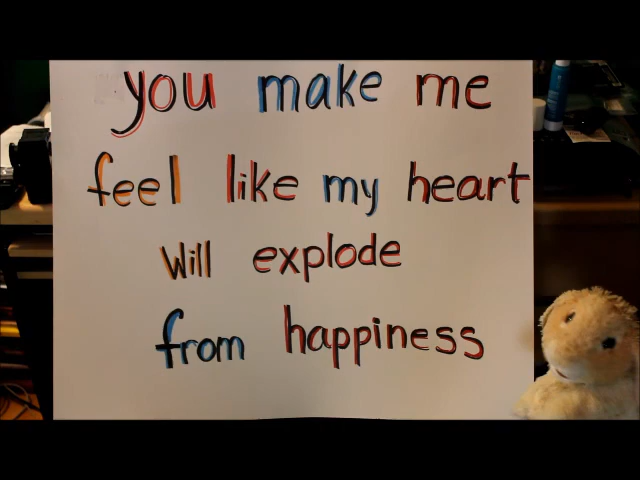 you make me
feel like my heart
Will explode
from happiness